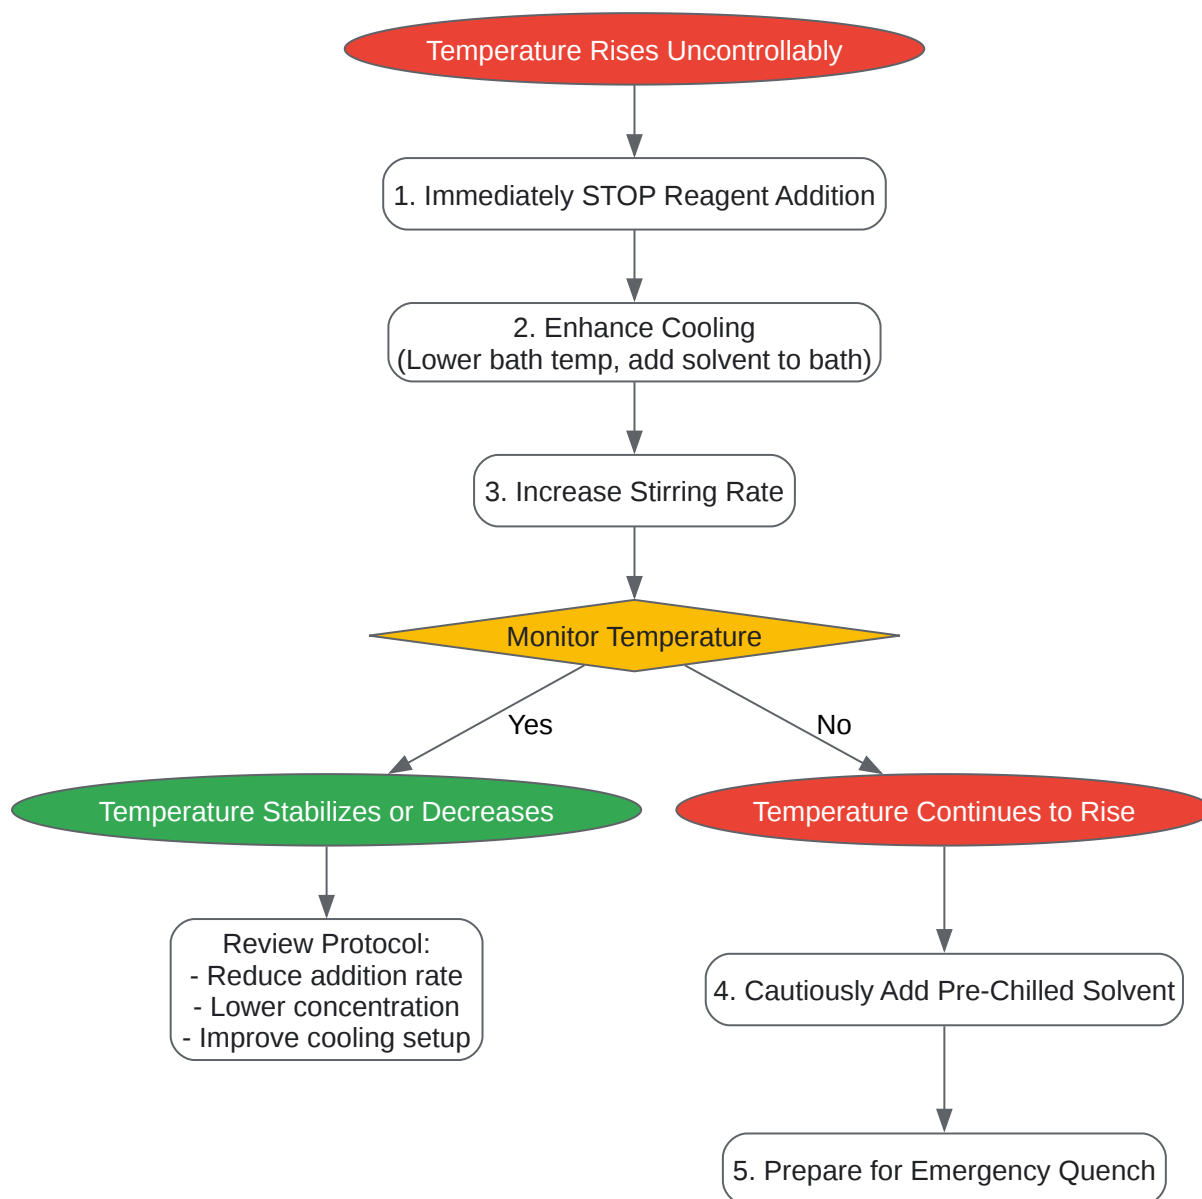 Temperature Rises Uncontrollably
1. Immediately STOP Reagent Addition
2. Enhance Cooling
(Lower bath temp, add solvent to bath)
3. Increase Stirring Rate
Monitor Temperature
Yes
No
Temperature Stabilizes or Decreases
Temperature Continues to Rise
Review Protocol:
- Reduce addition rate
- Lower concentration
- Improve cooling setup
4. Cautiously Add Pre-Chilled Solvent
5. Prepare for Emergency Quench